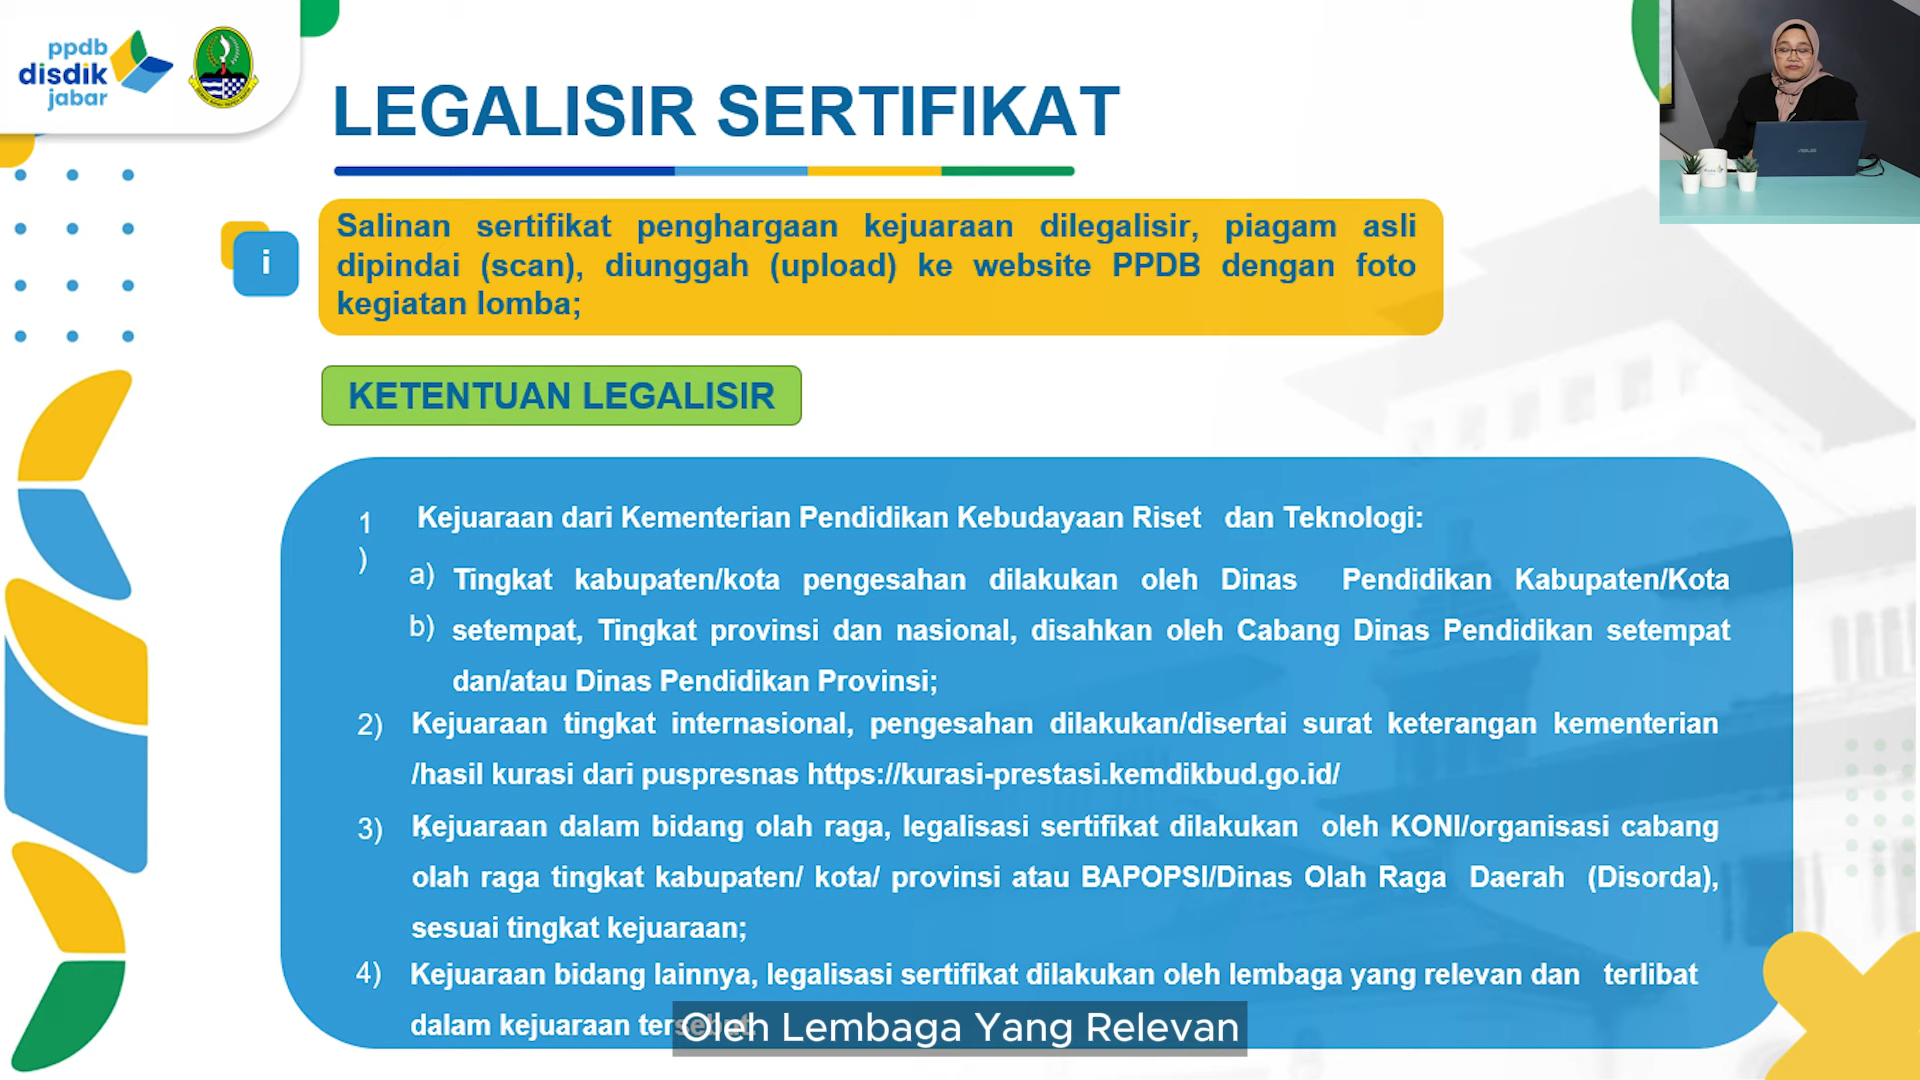 ppdb
disdik
jabar
LEGALISIR SERTIFIKAT
i
Salinan sertifikat penghargaan kejuaraan dilegalisir, piagam asli
dipindai (scan), diunggah (upload) ke website PPDB dengan foto
kegiatan lomba;
KETENTUAN LEGALISIR
1) Kejuaraan dari Kementerian Pendidikan Kebudayaan Riset dan Teknologi:
a) Tingkat kabupaten/kota pengesahan dilakukan oleh Dinas Pendidikan Kabupaten/Kota
b) setempat, Tingkat provinsi dan nasional, disahkan oleh Cabang Dinas Pendidikan setempat
dan/atau Dinas Pendidikan Provinsi;
2) Kejuaraan tingkat internasional, pengesahan dilakukan/disertai surat keterangan kementerian
/hasil kurasi dari puspresnas https://kurasi-prestasi.kemdikbud.go.id/
3) Kejuaraan dalam bidang olah raga, legalisasi sertifikat dilakukan oleh KONI/organisasi cabang
olah raga tingkat kabupaten/ kota/ provinsi atau BAPOPSI/Dinas Olah Raga Daerah (Disorda),
sesuai tingkat kejuaraan;
4) Kejuaraan bidang lainnya, legalisasi sertifikat dilakukan oleh lembaga yang relevan dan terlibat
dalam kejuaraan tersebut
Oleh Lembaga Yang Relevan
ASUS